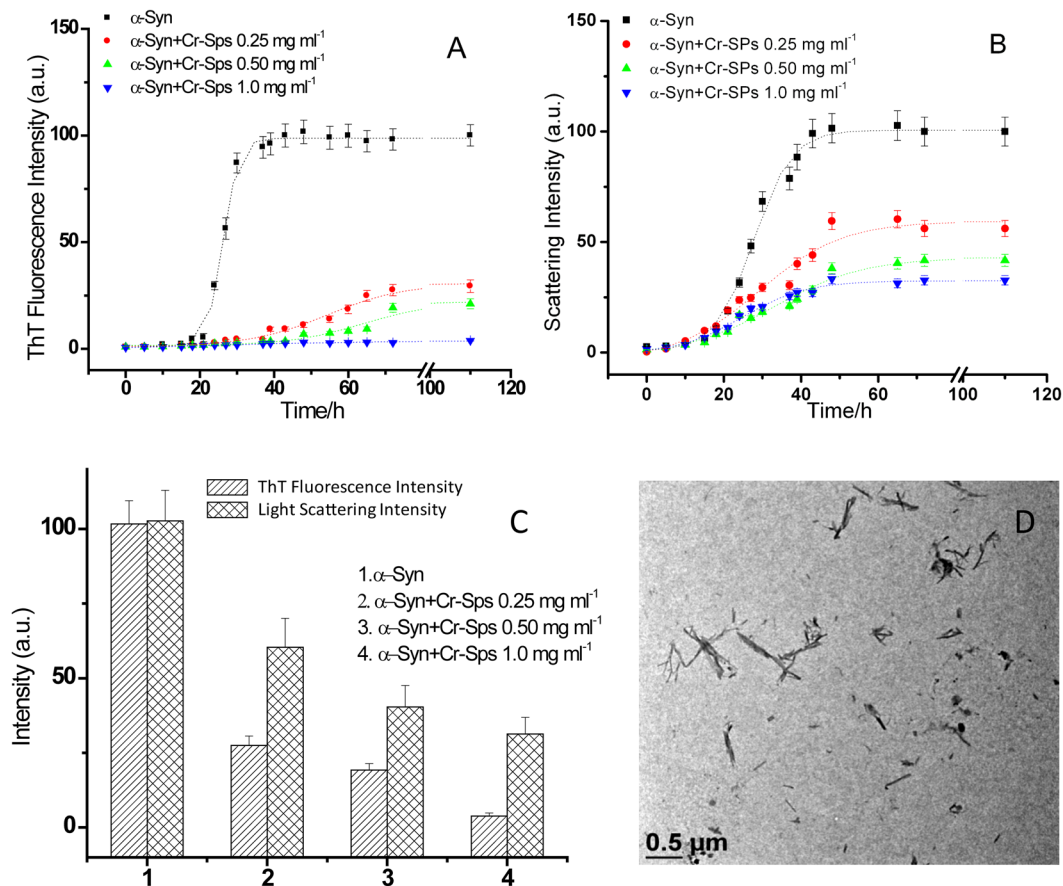 A
α-Syn
α-Syn+Cr-Sps 0.25 mg ml⁻¹
α-Syn+Cr-Sps 0.50 mg ml⁻¹
α-Syn+Cr-Sps 1.0 mg ml⁻¹
ThT Fluorescence Intensity (a.u.)
150
100
50
0
0 20 40 60 80 100 120
Time/h
B
α-Syn
α-Syn+Cr-SPs 0.25 mg ml⁻¹
α-Syn+Cr-SPs 0.50 mg ml⁻¹
α-Syn+Cr-SPs 1.0 mg ml⁻¹
Scattering Intensity (a.u.)
150
100
50
0
0 20 40 60 80 100 120
Time/h
C
ThT Fluorescence Intensity
Light Scattering Intensity
1.α-Syn
2. α-Syn+Cr-Sps 0.25 mg ml⁻¹
3. α-Syn+Cr-Sps 0.50 mg ml⁻¹
4. α-Syn+Cr-Sps 1.0 mg ml⁻¹
Intensity (a.u.)
100
50
0
1 2 3 4
D
0.5 μm